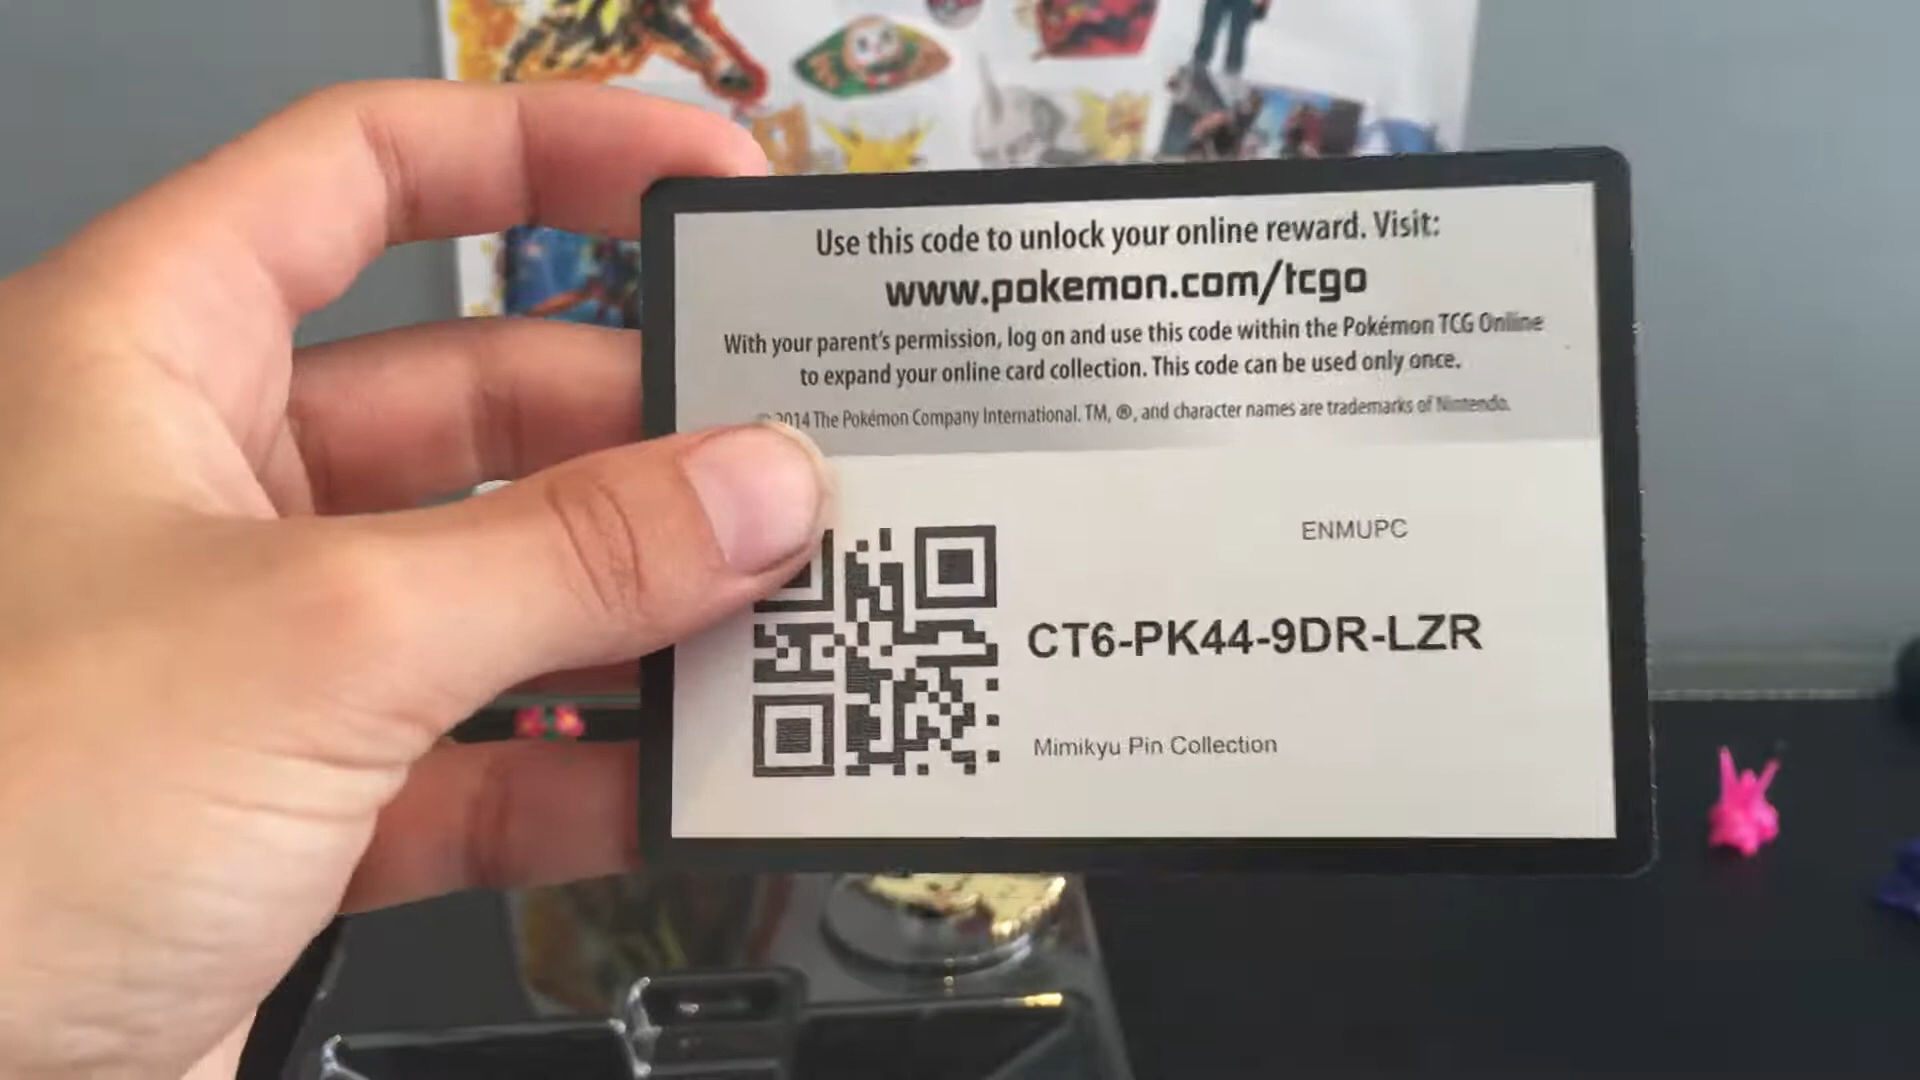 Use this code to unlock your online reward. Visit:
www.pokemon.com/tcgo
With your parent's permission, log on and use this code within the Pokémon TCG Online
to expand your online card collection. This code can be used only once.
2014 The Pokémon Company International. TM, ®, and character names are trademarks of Nintendo.
ENMUPC
CT6-PK44-9DR-LZR
Mimikyu Pin Collection